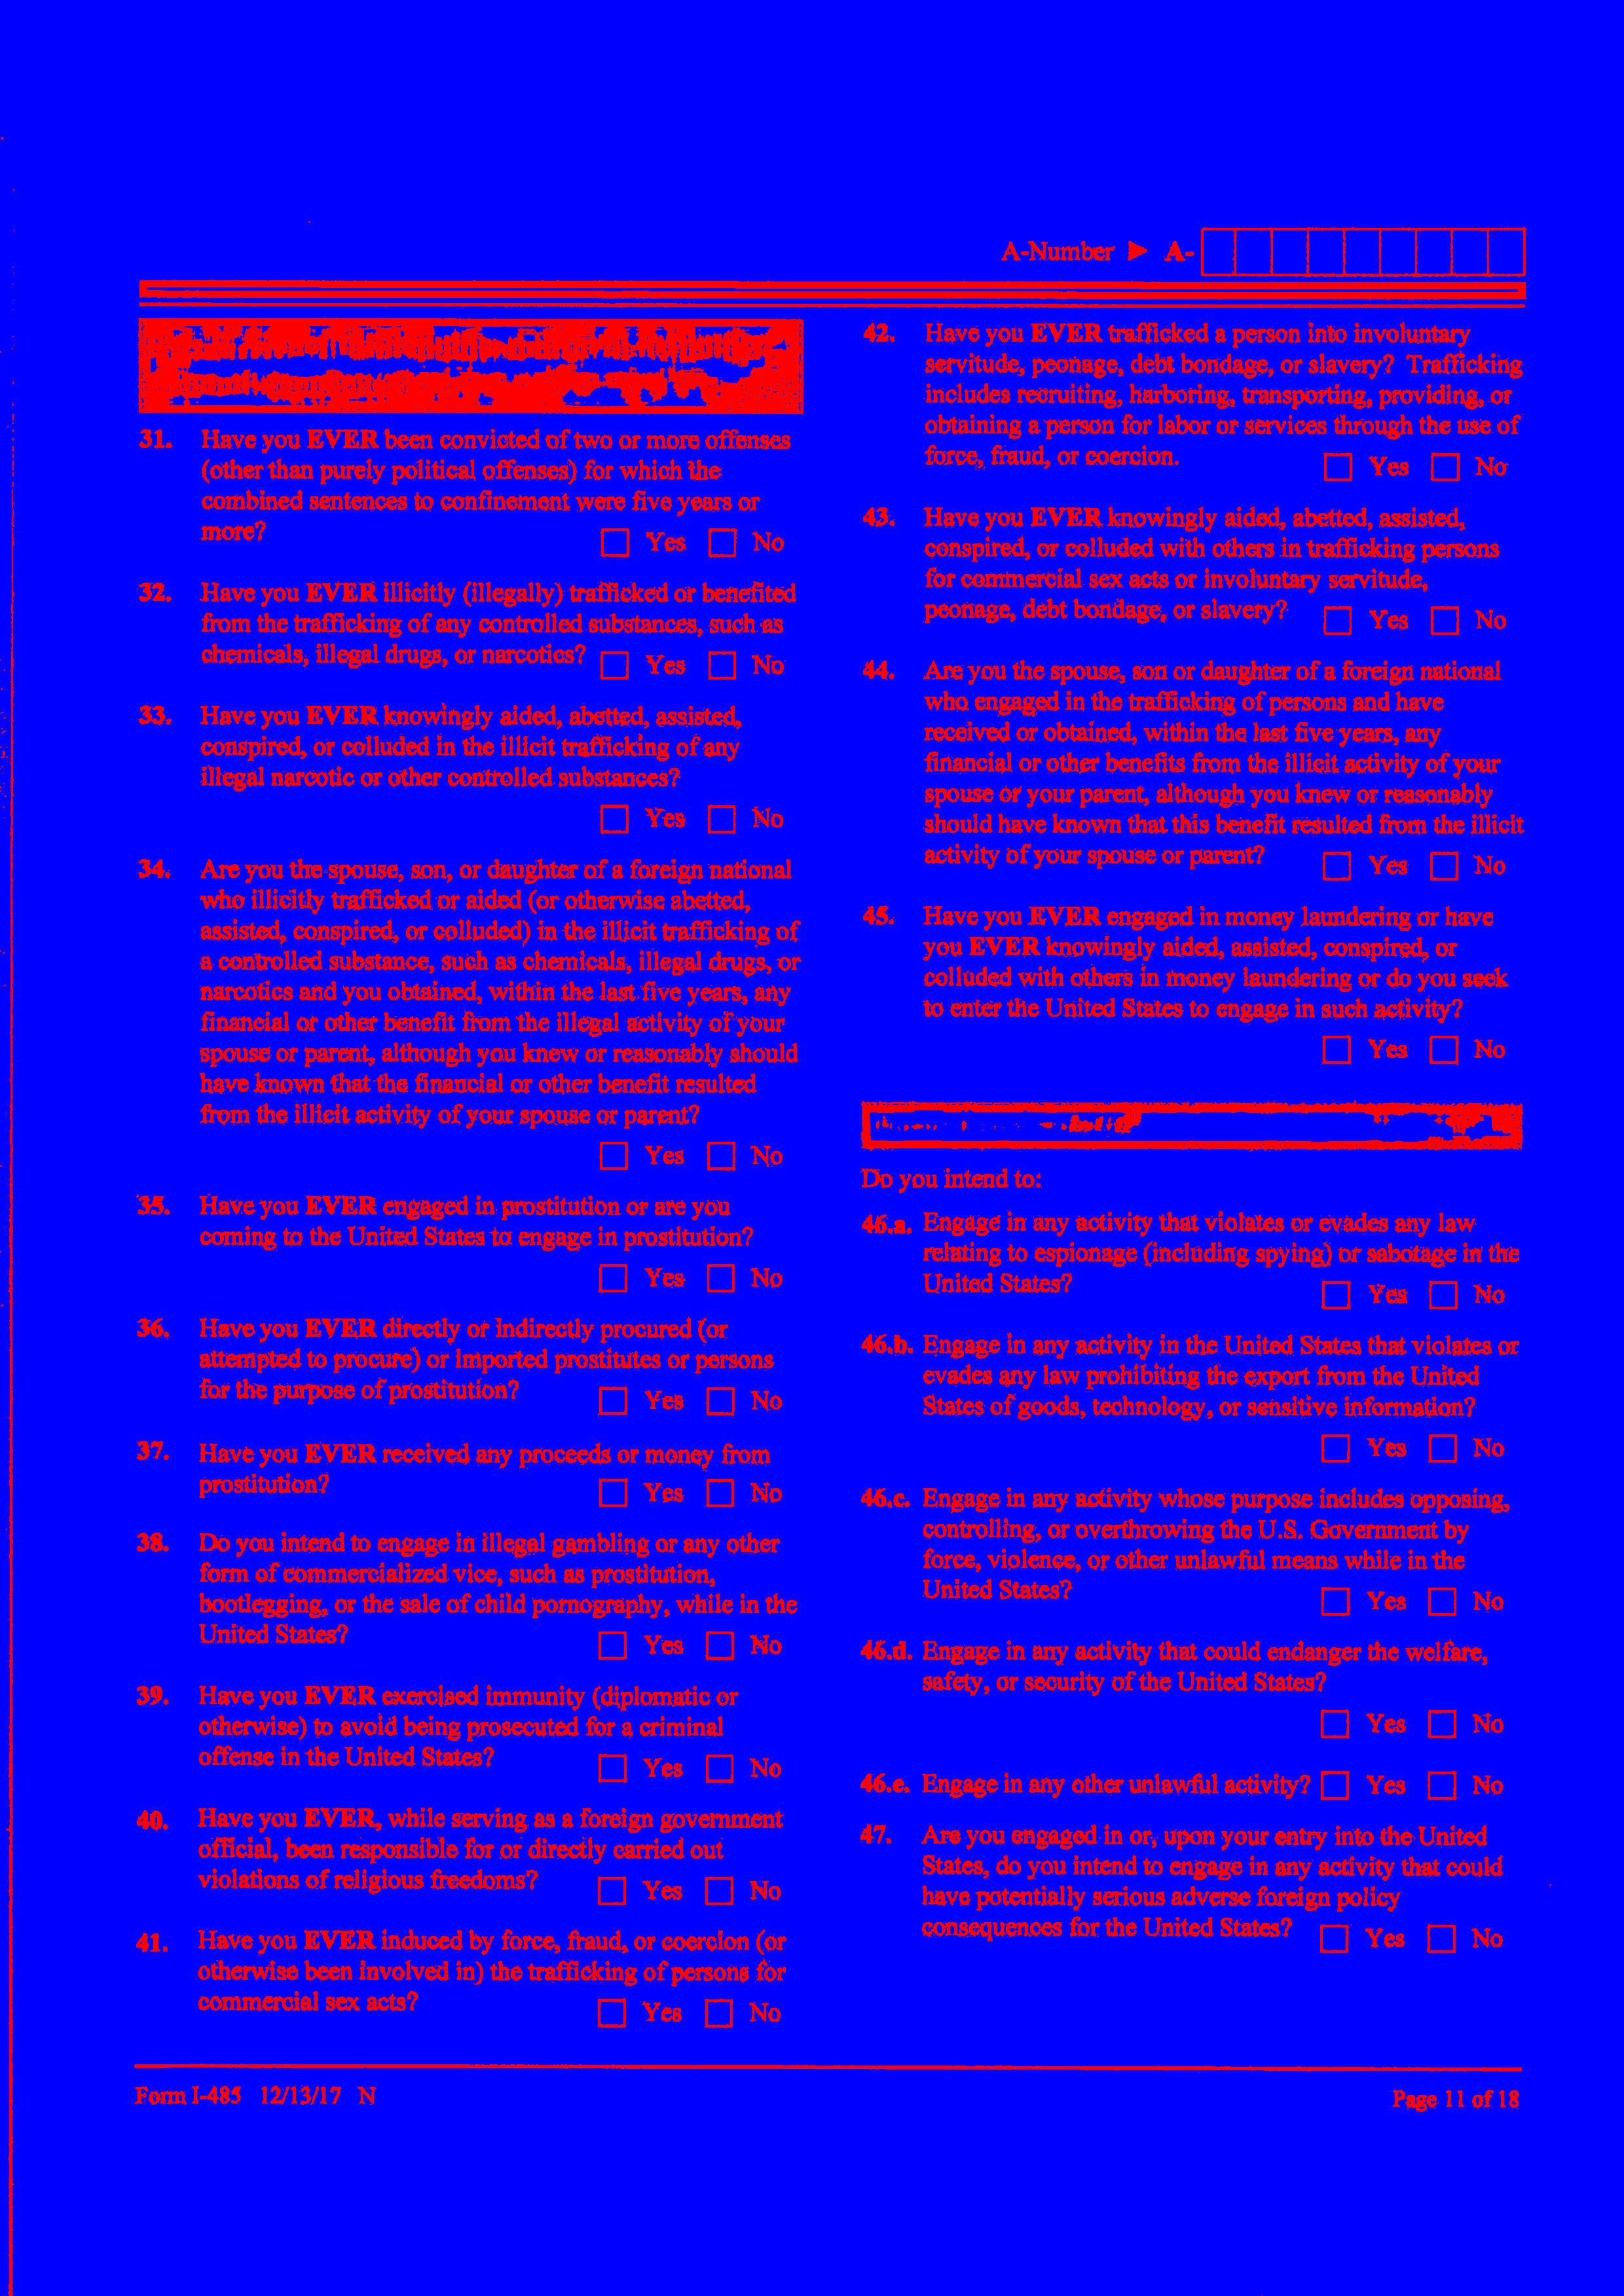 A-Number ► A-
31. Have you EVER been convicted of two or more offenses
(other than purely political offenses) for which the
combined sentences to confinement were five years or
more? Yes No
32. Have you EVER illicitly (illegally) trafficked or benefited
from the trafficking of any controlled substances, such as
chemicals, illegal drugs, or narcotics? Yes No
33. Have you EVER knowingly aided, abetted, assisted,
conspired, or colluded in the illicit trafficking of any
illegal narcotic or other controlled substances?
Yes No
34. Are you the spouse, son, or daughter of a foreign national
who illicitly trafficked or aided (or otherwise abetted,
assisted, conspired, or colluded) in the illicit trafficking of
a controlled substance, such as chemicals, illegal drugs, or
narcotics and you obtained, within the last five years, any
financial or other benefit from the illegal activity of your
spouse or parent, although you knew or reasonably should
have known that the financial or other benefit resulted
from the illicit activity of your spouse or parent?
Yes No
35. Have you EVER engaged in prostitution or are you
coming to the United States to engage in prostitution?
Yes No
36. Have you EVER directly or indirectly procured (or
attempted to procure) or imported prostitutes or persons
for the purpose of prostitution? Yes No
37. Have you EVER received any proceeds or money from
prostitution? Yes No
38. Do you intend to engage in illegal gambling or any other
form of commercialized vice, such as prostitution,
bootlegging, or the sale of child pornography, while in the
United States? Yes No
39. Have you EVER exercised immunity (diplomatic or
otherwise) to avoid being prosecuted for a criminal
offense in the United States? Yes No
40. Have you EVER, while serving as a foreign government
official, been responsible for or directly carried out
violations of religious freedoms? Yes No
41. Have you EVER induced by force, fraud, or coercion (or
otherwise been involved in) the trafficking of persons for
commercial sex acts? Yes No
42. Have you EVER trafficked a person into involuntary
servitude, peonage, debt bondage, or slavery? Trafficking
includes recruiting, harboring, transporting, providing, or
obtaining a person for labor or services through the use of
force, fraud, or coercion. Yes No
43. Have you EVER knowingly aided, abetted, assisted,
conspired, or colluded with others in trafficking persons
for commercial sex acts or involuntary servitude,
peonage, debt bondage, or slavery? Yes No
44. Are you the spouse, son or daughter of a foreign national
who engaged in the trafficking of persons and have
received or obtained, within the last five years, any
financial or other benefits from the illicit activity of your
spouse or your parent, although you knew or reasonably
should have known that this benefit resulted from the illicit
activity of your spouse or parent? Yes No
45. Have you EVER engaged in money laundering or have
you EVER knowingly aided, assisted, conspired, or
colluded with others in money laundering or do you seek
to enter the United States to engage in such activity?
Yes No
Do you intend to:
46.a. Engage in any activity that violates or evades any law
relating to espionage (including spying) or sabotage in the
United States? Yes No
46.b. Engage in any activity in the United States that violates or
evades any law prohibiting the export from the United
States of goods, technology, or sensitive information?
Yes No
46.c. Engage in any activity whose purpose includes opposing,
controlling, or overthrowing the U.S. Government by
force, violence, or other unlawful means while in the
United States? Yes No
46.d. Engage in any activity that could endanger the welfare,
safety, or security of the United States?
Yes No
46.e. Engage in any other unlawful activity? Yes No
47. Are you engaged in or, upon your entry into the United
States, do you intend to engage in any activity that could
have potentially serious adverse foreign policy
consequences for the United States? Yes No
Form I-485 12/13/17 N
Page 11 of 18